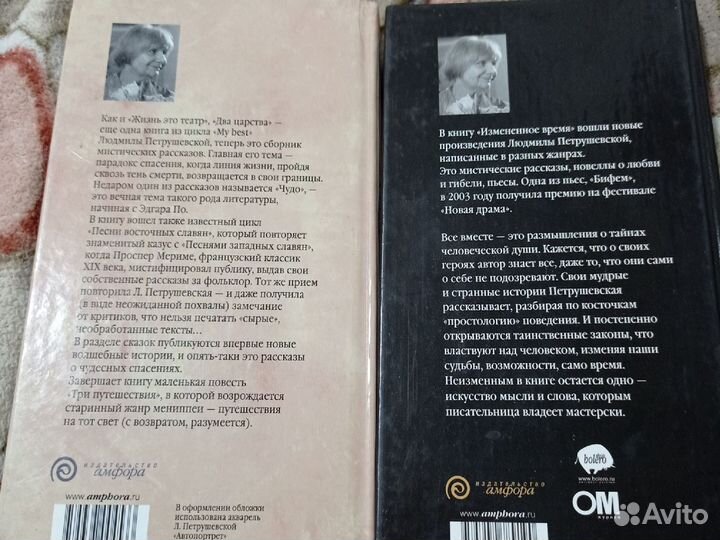 Как и «Жизнь это театр», «Два царства» —
еще одна книга из цикла «My best»
Людмилы Петрушевской, теперь это сборник
мистических рассказов. Главная его тема —
парадокс спасения, когда линия жизни, пройдя
сквозь тень смерти, возвращается в свои границы.
Недаром один из рассказов называется «Чудо», —
это вечная тема такого рода литературы,
начиная с Эдгара По.
В книгу вошел также известный цикл
«Песни восточных славян», который повторяет
знаменитый казус с «Песнями западных славян»,
когда Проспер Мериме, французский классик
XIX века, мистифицировал публику, выдав свои
собственные рассказы за фольклор. Тот же прием
повторила Л. Петрушевская — и даже получила
(в виде неожиданной похвалы) замечание
от критиков, что нельзя печатать «сырые»,
необработанные тексты...
В разделе сказок публикуются впервые новые
волшебные истории, и опять-таки это рассказы
о чудесных спасениях.
Завершает книгу маленькая повесть
«Три путешествия», в которой возрождается
старинный жанр мениппеи — путешествия
на тот свет (с возвратом, разумеется).
издательство
амфора
www.amphora.ru
В оформлении обложки
использована акварель
Л. Петрушевской
«Автопортрет»
В книгу «Измененное время» вошли новые
произведения Людмилы Петрушевской,
написанные в разных жанрах.
Это мистические рассказы, новеллы о любви
и гибели, пьесы. Одна из пьес, «Бифем»,
в 2003 году получила премию на фестивале
«Новая драма».
Все вместе — это размышления о тайнах
человеческой души. Кажется, что о своих
героях автор знает все, даже то, что они сами
о себе не подозревают. Свои мудрые
и странные истории Петрушевская
рассказывает, разбирая по косточкам
«простологию» поведения. И постепенно
открываются таинственные законы, что
властвуют над человеком, изменяя наши
судьбы, возможности, само время.
Неизменным в книге остается одно —
искусство мысли и слова, которым
писательница владеет мастерски.
bolero
www.bolero.ru
издательство
амфора
www.amphora.ru
ОМ
журнал
Avito